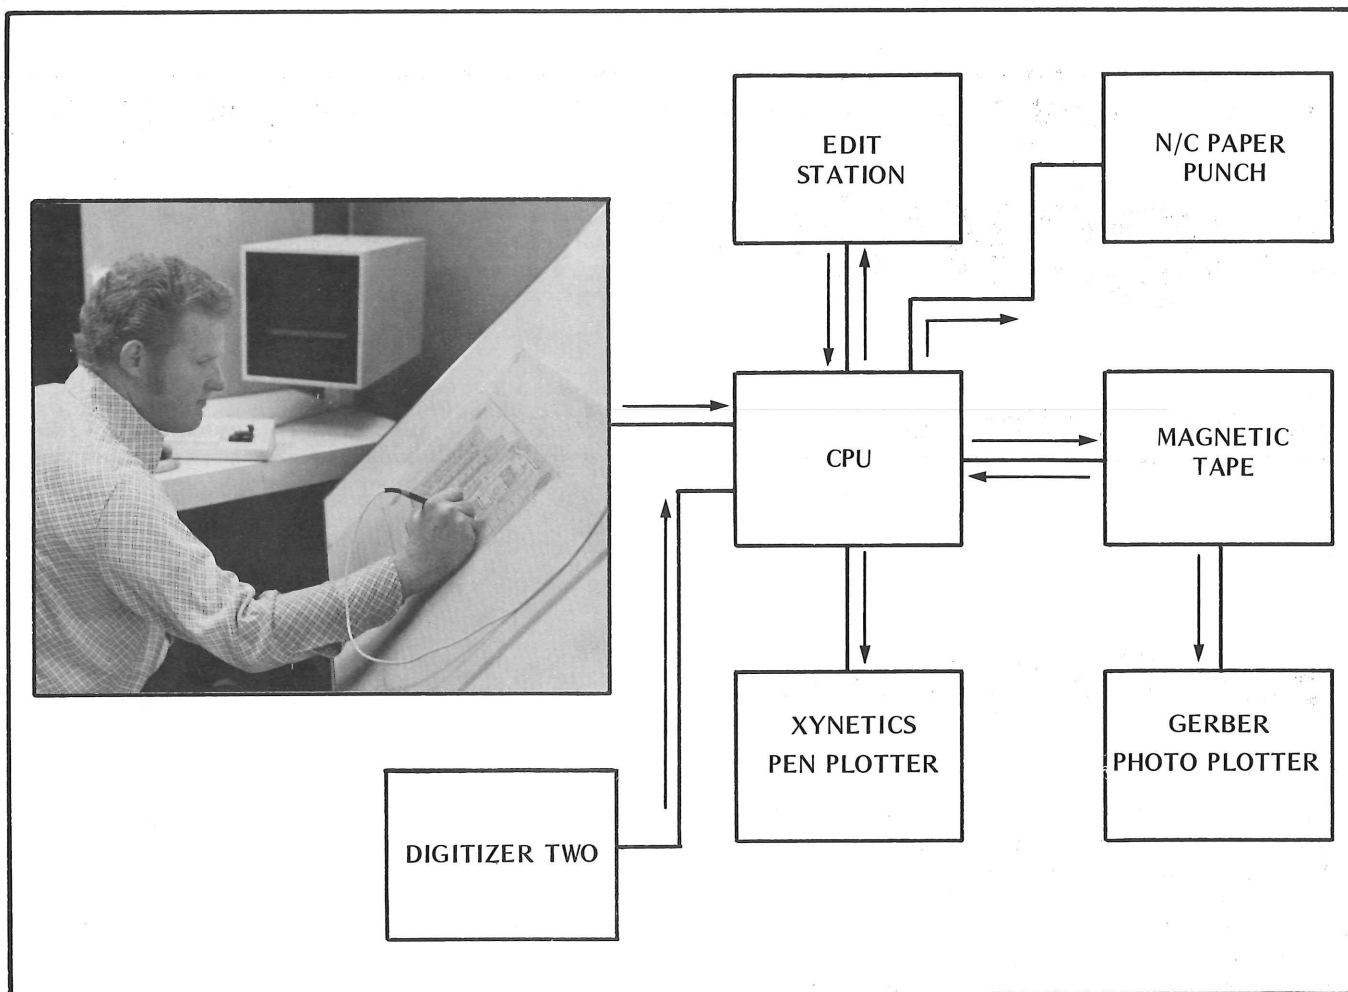 EDIT
STATION
N/C PAPER
PUNCH
CPU
MAGNETIC
TAPE
XYNETICS
PEN PLOTTER
GERBER
PHOTO PLOTTER
DIGITIZER TWO